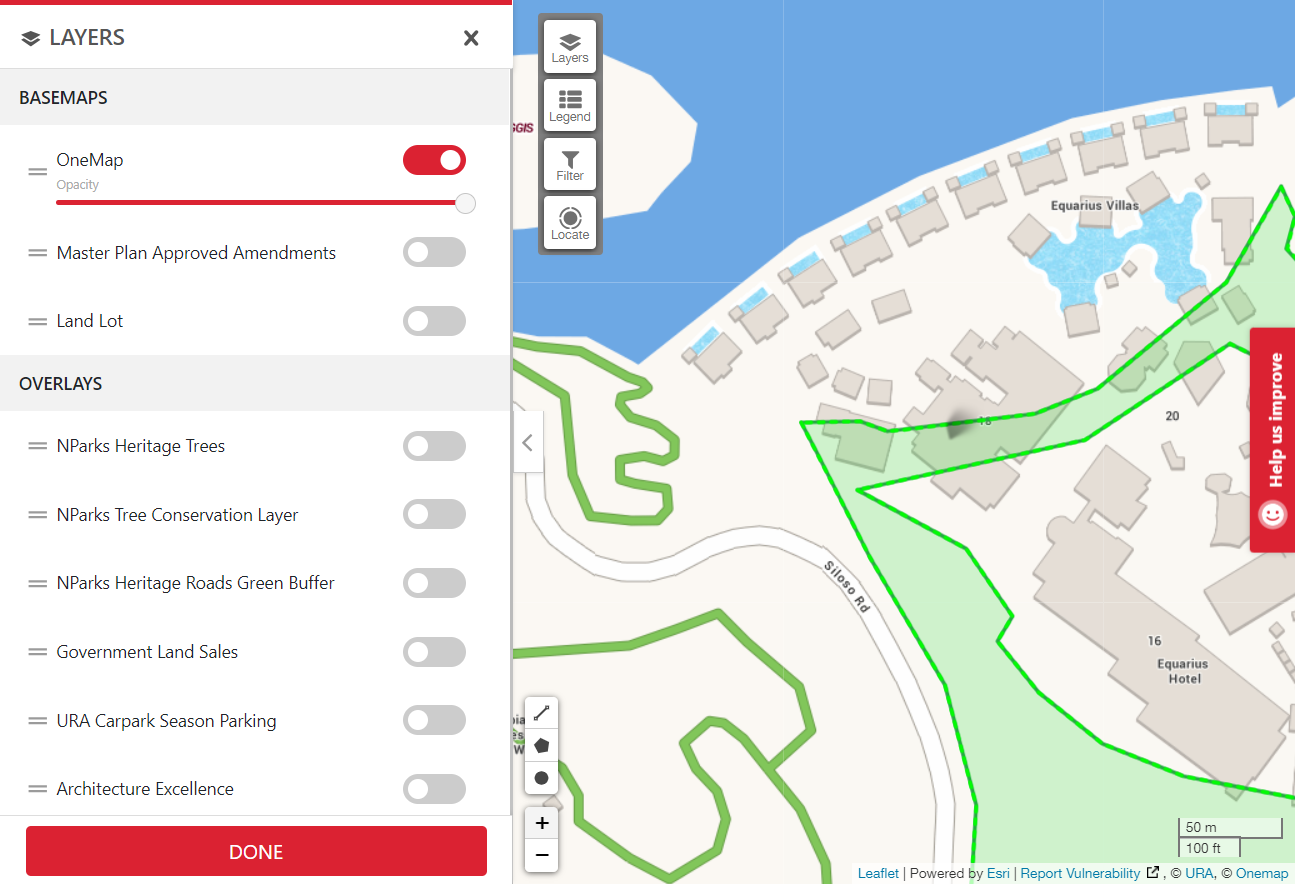 LAYERS
BASEMAPS
OneMap
Opacity
Master Plan Approved Amendments
Land Lot
OVERLAYS
NParks Heritage Trees
NParks Tree Conservation Layer
NParks Heritage Roads Green Buffer
Government Land Sales
URA Carpark Season Parking
Architecture Excellence
DONE
Layers
Legend
Filter
Locate
Equarius Villas
18
20
Siloso Rd
16
Equarius
Hotel
Help us improve
+
−
50 m
100 ft
Leaflet | Powered by Esri | Report Vulnerability , © URA, © Onemap